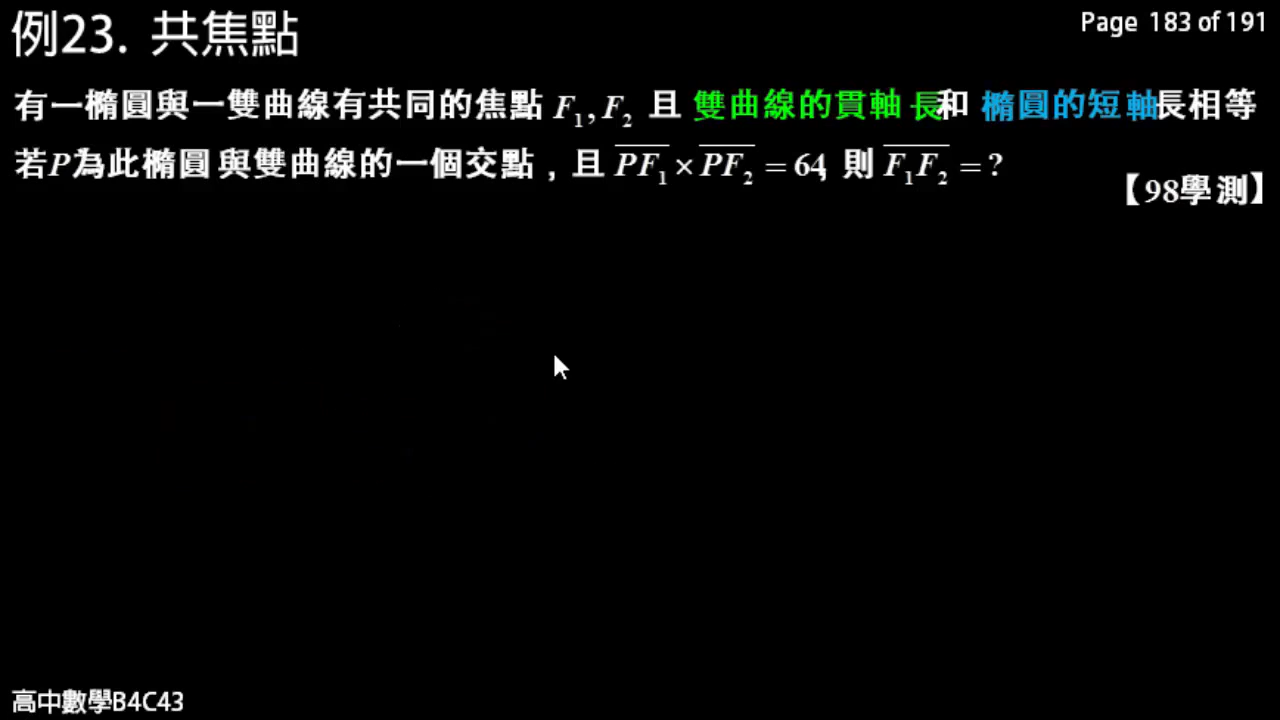 例23. 共焦點
Page 183 of 191
有一橢圓與一雙曲線有共同的焦點 F₁, F₂ 且 雙曲線的貫軸長和 橢圓的短軸長相等
若P為此橢圓與雙曲線的一個交點，且 \overline{PF₁} × \overline{PF₂} = 64, 則 \overline{F₁F₂} = ?
【98學測】
高中數學B4C43